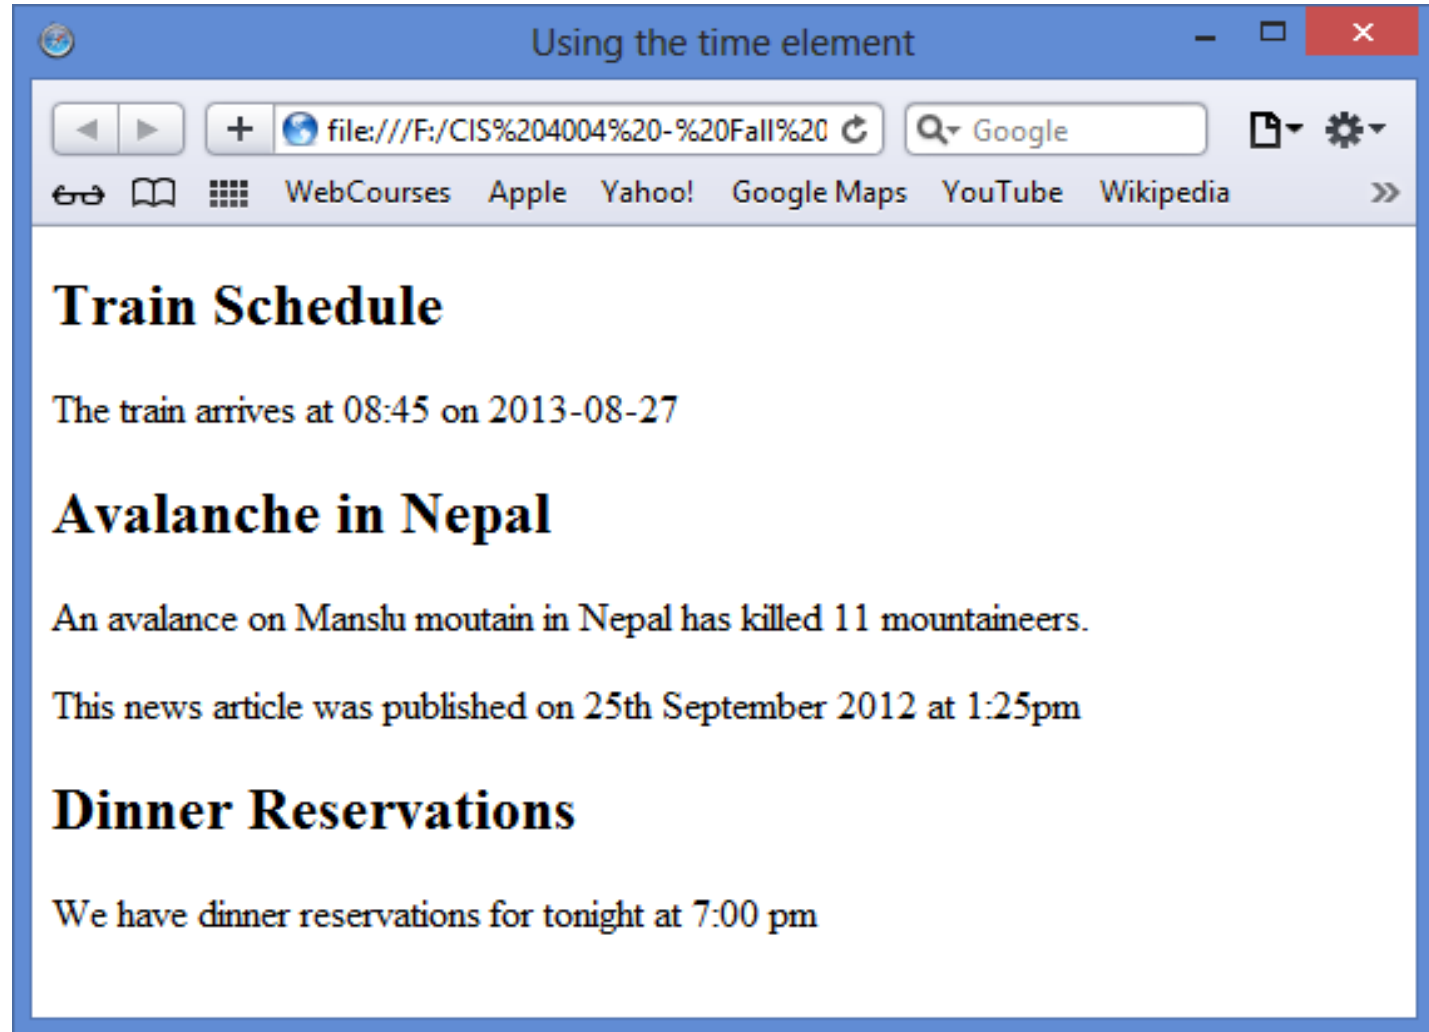 Using the time element
file:///F:/CIS%204004%20-%20Fall%20 Google
WebCourses Apple Yahoo! Google Maps YouTube Wikipedia
Train Schedule
The train arrives at 08:45 on 2013-08-27
Avalanche in Nepal
An avalance on Manslu moutain in Nepal has killed 11 mountaineers.
This news article was published on 25th September 2012 at 1:25pm
Dinner Reservations
We have dinner reservations for tonight at 7:00 pm